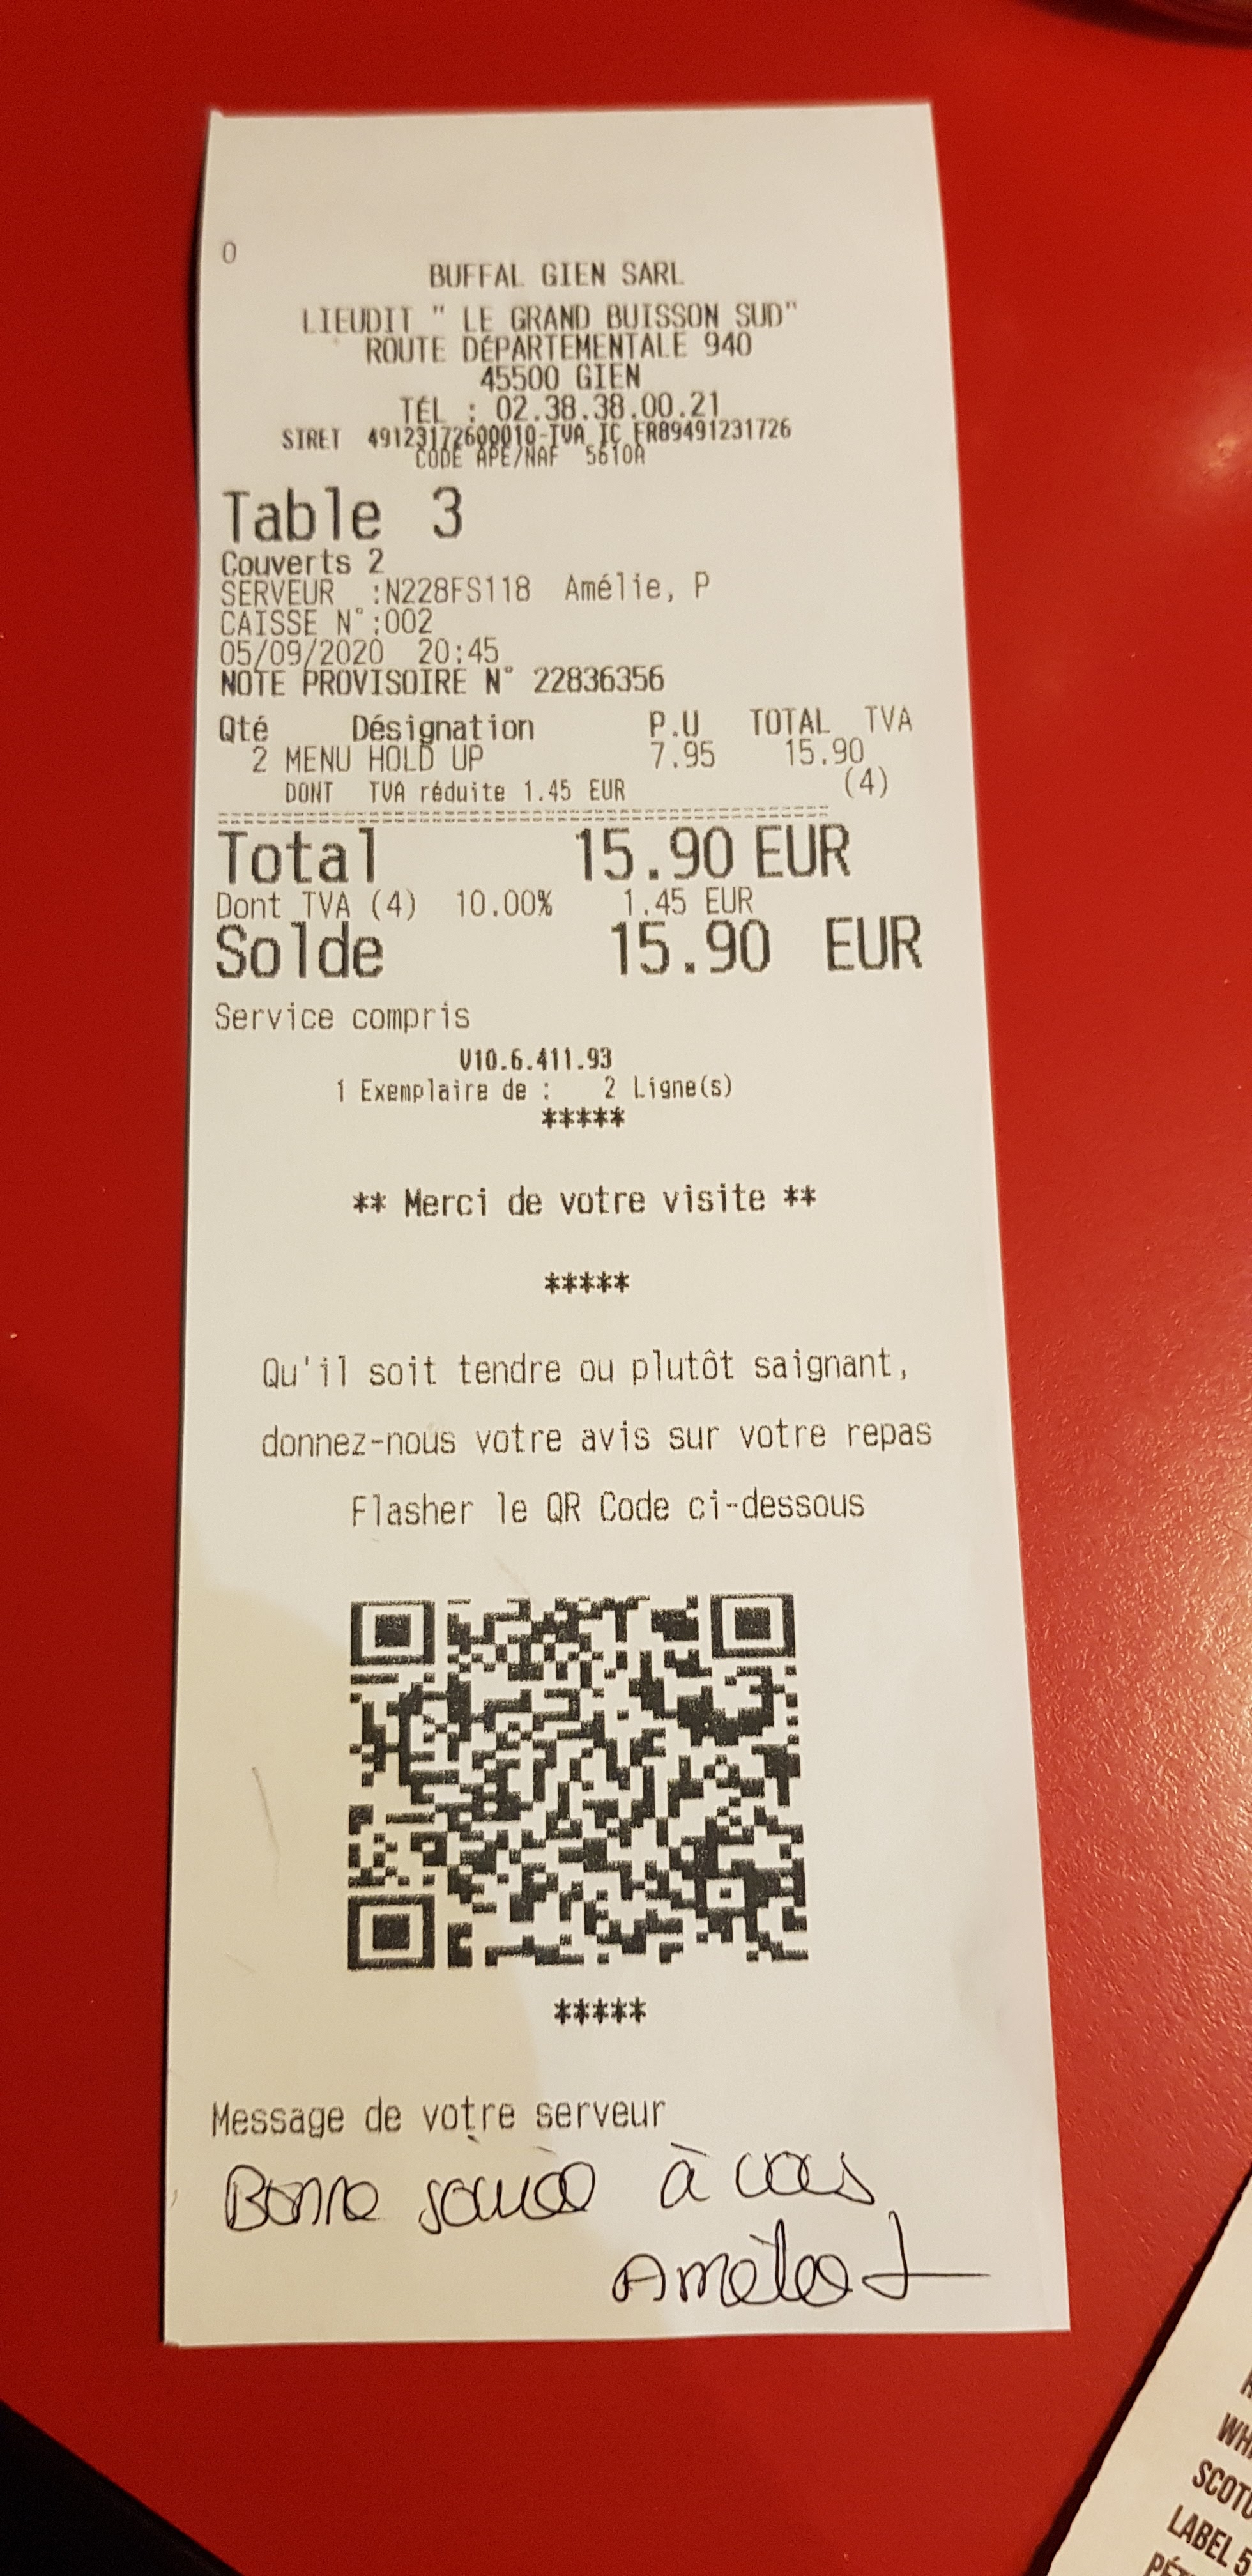 0
BUFFAL GIEN SARL
LIEUDIT " LE GRAND BUISSON SUD"
ROUTE DÉPARTEMENTALE 940
45500 GIEN
TÉL : 02.38.38.00.21
SIRET 49123172600010-TVA IC FR89491231726
CODE APE/NAF 5610A
Table 3
Couverts 2
SERVEUR :N228FS118 Amélie, P
CAISSE N°:002
05/09/2020 20:45
NOTE PROVISOIRE N° 22836356
Qté Désignation P.U TOTAL TVA
2 MENU HOLD UP 7.95 15.90
DONT TVA réduite 1.45 EUR (4)
Total 15.90 EUR
Dont TVA (4) 10.00% 1.45 EUR
Solde 15.90 EUR
Service compris
V10.6.411.93
1 Exemplaire de : 2 Ligne(s)
*****
** Merci de votre visite **
*****
Qu'il soit tendre ou plutôt saignant,
donnez-nous votre avis sur votre repas
Flasher le QR Code ci-dessous
*****
Message de votre serveur
Bonne soirée à vous
Amélie
LABEL 5